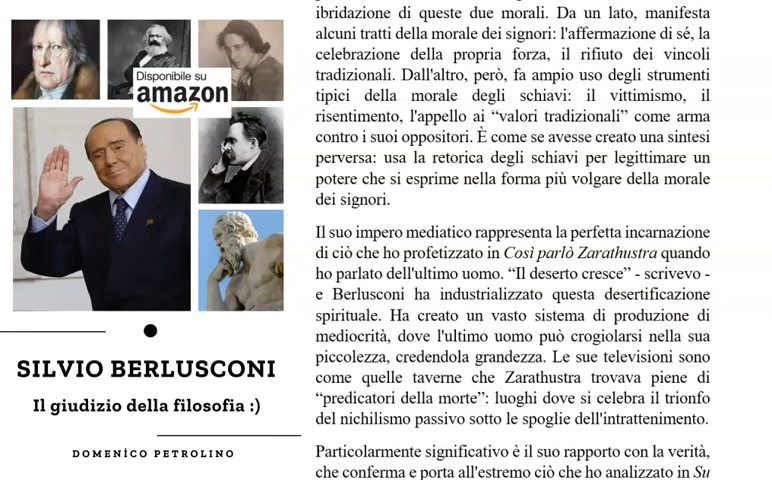 Disponibile su
amazon
SILVIO BERLUSCONI
Il giudizio della filosofia :)
DOMENICO PETROLINO
ibridazione di queste due morali. Da un lato, manifesta
alcuni tratti della morale dei signori: l'affermazione di sé, la
celebrazione della propria forza, il rifiuto dei vincoli
tradizionali. Dall'altro, però, fa ampio uso degli strumenti
tipici della morale degli schiavi: il vittimismo, il
risentimento, l'appello ai “valori tradizionali” come arma
contro i suoi oppositori. È come se avesse creato una sintesi
perversa: usa la retorica degli schiavi per legittimare un
potere che si esprime nella forma più volgare della morale
dei signori.
Il suo impero mediatico rappresenta la perfetta incarnazione
di ciò che ho profetizzato in Così parlò Zarathustra quando
ho parlato dell'ultimo uomo. “Il deserto cresce” - scrivevo -
e Berlusconi ha industrializzato questa desertificazione
spirituale. Ha creato un vasto sistema di produzione di
mediocrità, dove l'ultimo uomo può crogiolarsi nella sua
piccolezza, credendola grandezza. Le sue televisioni sono
come quelle taverne che Zarathustra trovava piene di
“predicatori della morte”: luoghi dove si celebra il trionfo
del nichilismo passivo sotto le spoglie dell'intrattenimento.
Particolarmente significativo è il suo rapporto con la verità,
che conferma e porta all'estremo ciò che ho analizzato in Su